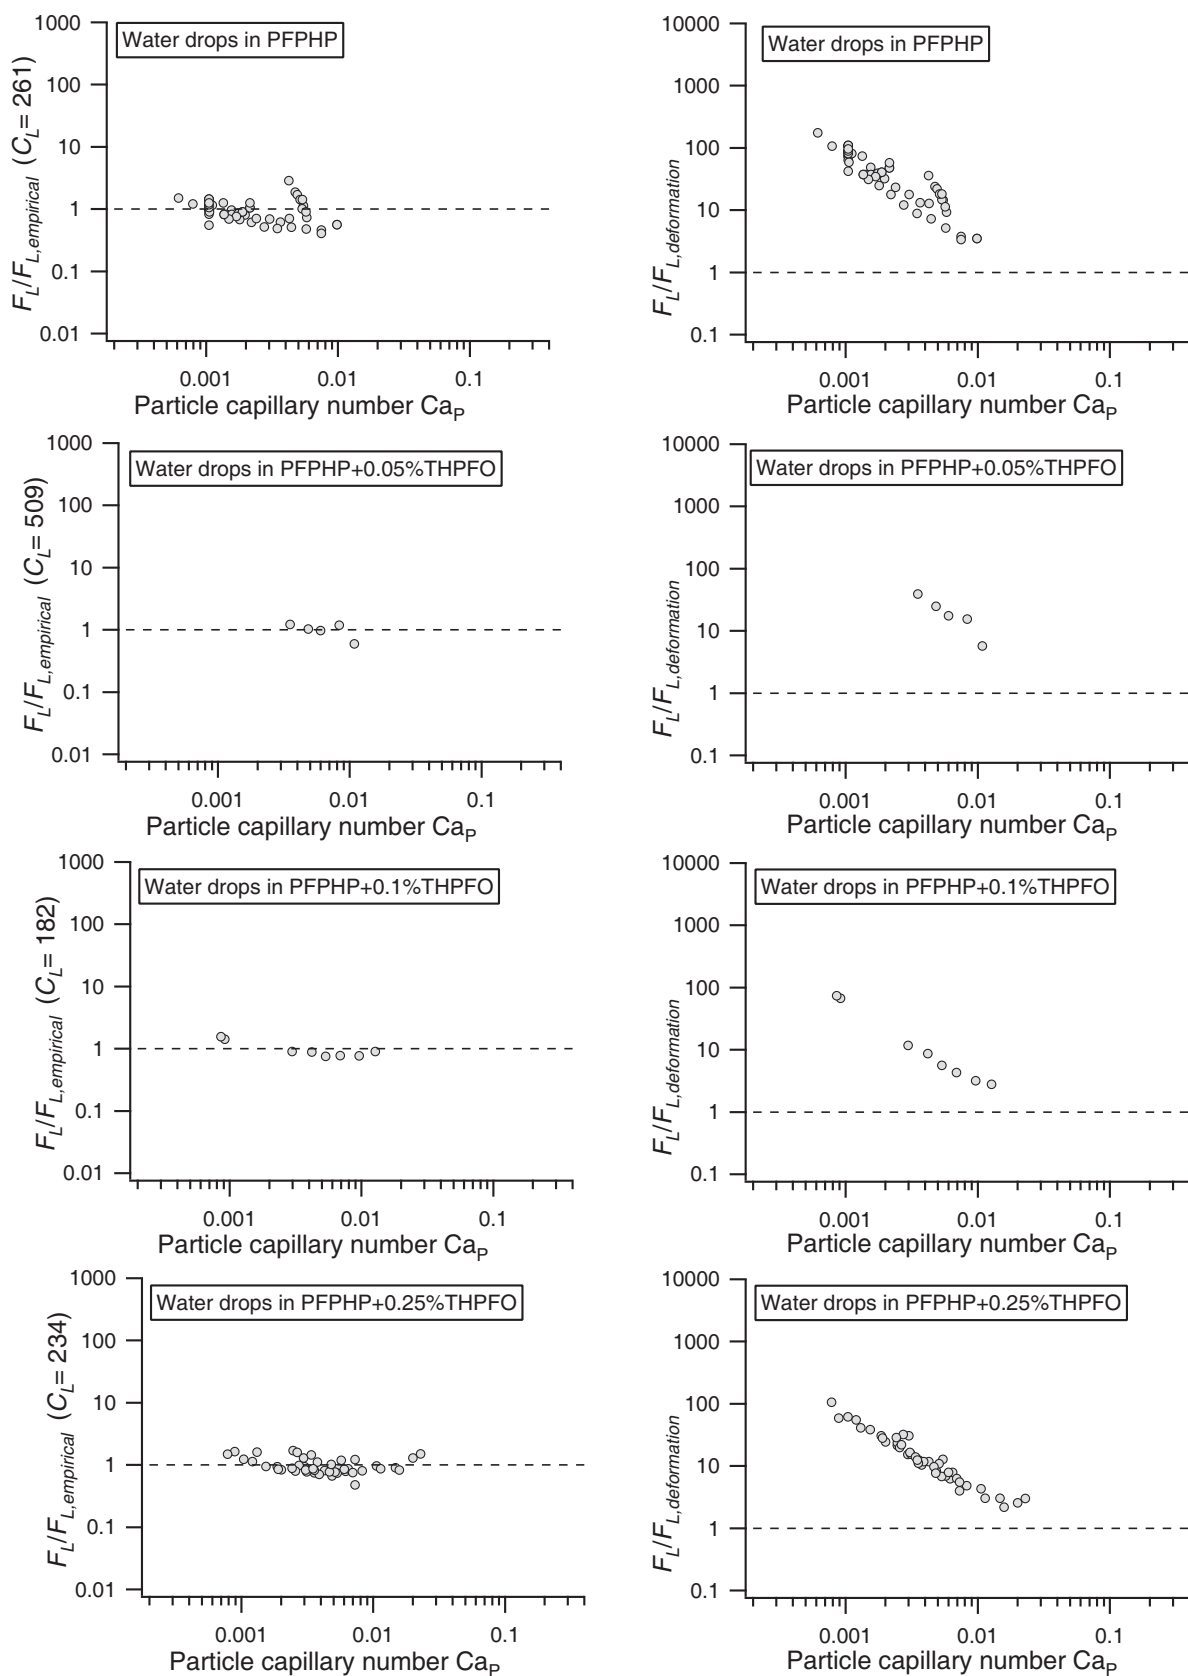 1000
100
10
1
0.1
0.01
F_L/F_L,empirical (C_L= 261)
Water drops in PFPHP
0.001 0.01 0.1
Particle capillary number Ca_P
10000
1000
100
10
1
0.1
F_L/F_L,deformation
Water drops in PFPHP
0.001 0.01 0.1
Particle capillary number Ca_P
1000
100
10
1
0.1
0.01
F_L/F_L,empirical (C_L= 509)
Water drops in PFPHP+0.05%THPFO
0.001 0.01 0.1
Particle capillary number Ca_P
10000
1000
100
10
1
0.1
F_L/F_L,deformation
Water drops in PFPHP+0.05%THPFO
0.001 0.01 0.1
Particle capillary number Ca_P
1000
100
10
1
0.1
0.01
F_L/F_L,empirical (C_L= 182)
Water drops in PFPHP+0.1%THPFO
0.001 0.01 0.1
Particle capillary number Ca_P
10000
1000
100
10
1
0.1
F_L/F_L,deformation
Water drops in PFPHP+0.1%THPFO
0.001 0.01 0.1
Particle capillary number Ca_P
1000
100
10
1
0.1
0.01
F_L/F_L,empirical (C_L= 234)
Water drops in PFPHP+0.25%THPFO
0.001 0.01 0.1
Particle capillary number Ca_P
10000
1000
100
10
1
0.1
F_L/F_L,deformation
Water drops in PFPHP+0.25%THPFO
0.001 0.01 0.1
Particle capillary number Ca_P